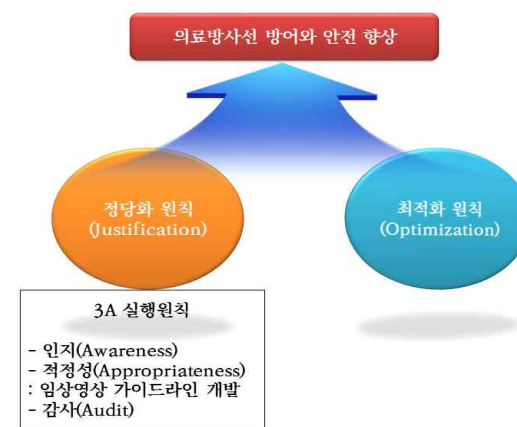 의료방사선 방어와 안전 향상
정당화 원칙
(Justification)
최적화 원칙
(Optimization)
3A 실행원칙
- 인지(Awareness)
- 적정성(Appropriateness)
: 임상영상 가이드라인 개발
- 감사(Audit)